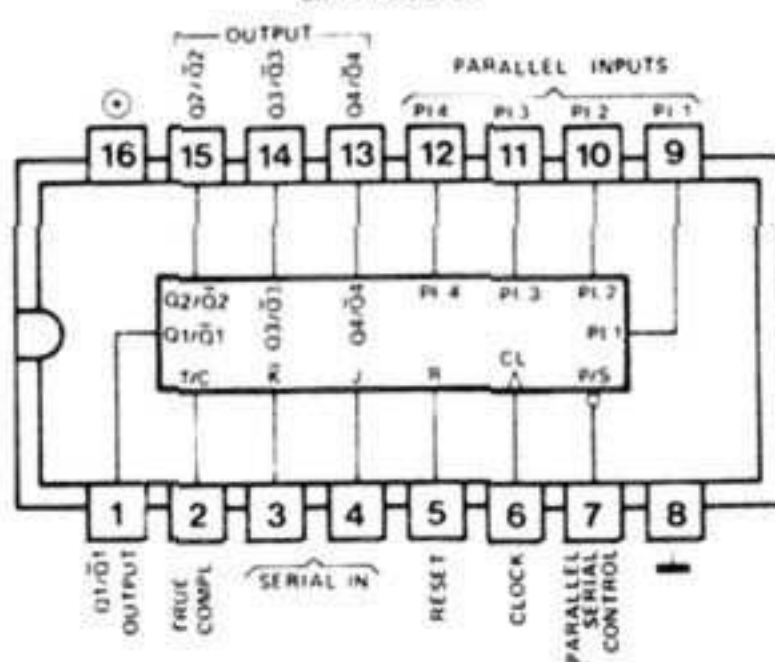 OUTPUT
Q2/Q̄2
Q3/Q̄3
Q4/Q̄4
PARALLEL INPUTS
PI.4
PI.3
PI.2
PI.1
16
15
14
13
12
11
10
9
Q2/Q̄2
Q3/Q̄3
Q4/Q̄4
PI.4
PI.3
PI.2
Q1/Q̄1
PI.1
T/C
K̄
J
R
CL
P/S
1
2
3
4
5
6
7
8
Q1/Q̄1
OUTPUT
TRUE
COMPL
SERIAL IN
RESET
CLOCK
PARALLEL
SERIAL
CONTROL